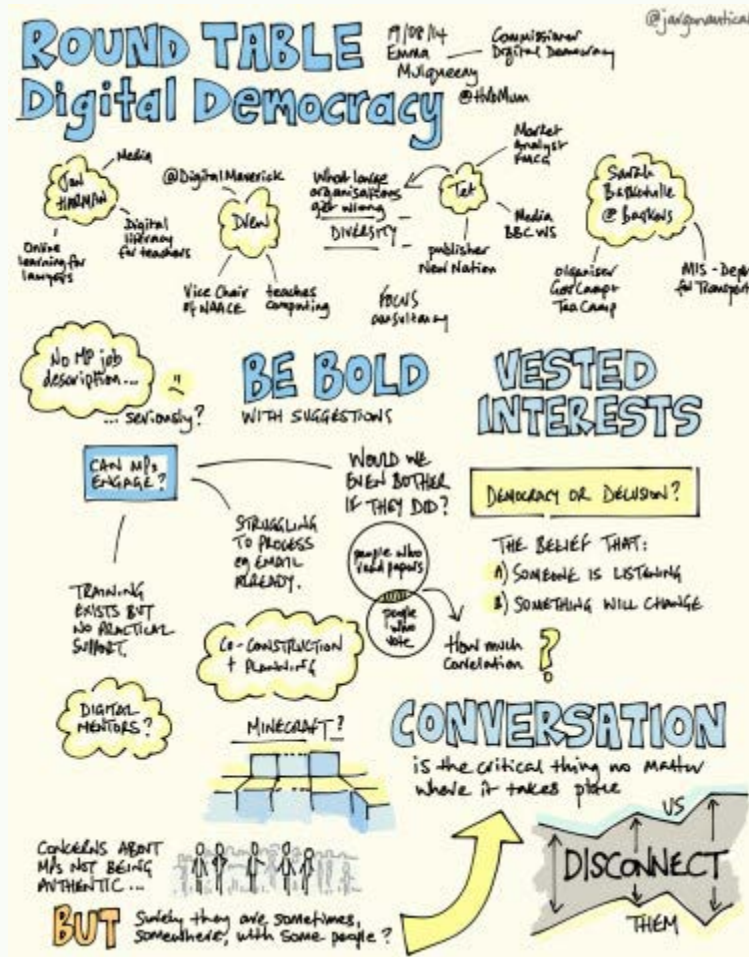 @jargonautical
ROUND TABLE
Digital Democracy
19/08/14
Emma
Mulqueeny
Commissioner
Digital Democracy
@HubMum
Jon
HARMAN
Media
Online
learning for
lawyers
Digital
literacy
for teachers
@DigitalMaverick
Drew
Vice Chair
of NAACE
teaches
computing
What large
organisations
get wrong
DIVERSITY
Tet
Market
Analyst
FMCG
Media
BBC WS
publisher
New Nation
FOCUS
consultancy
Sarah
@
organiser
GovCamp
TeaCamp
MIS - Dept
for Transport
No MP job
description...
... seriously?
BE BOLD
WITH SUGGESTIONS
VESTED
INTERESTS
CAN MPs
ENGAGE?
WOULD WE
EVEN BOTHER
IF THEY DID?
STRUGGLING
TO PROCESS
eg EMAIL
ALREADY.
TRAINING
EXISTS BUT
NO PRACTICAL
SUPPORT.
people who
read papers
people
who
vote
How much
correlation
?
DEMOCRACY OR DELUSION?
THE BELIEF THAT:
A) SOMEONE IS LISTENING
B) SOMETHING WILL CHANGE
CO-CONSTRUCTION
+ PLANNING
DIGITAL
MENTORS?
MINECRAFT?
CONVERSATION
is the critical thing no matter
where it takes place
US
DISCONNECT
THEM
CONCERNS ABOUT
MPs NOT BEING
AUTHENTIC...
BUT Surely they are sometimes,
somewhere, with some people?